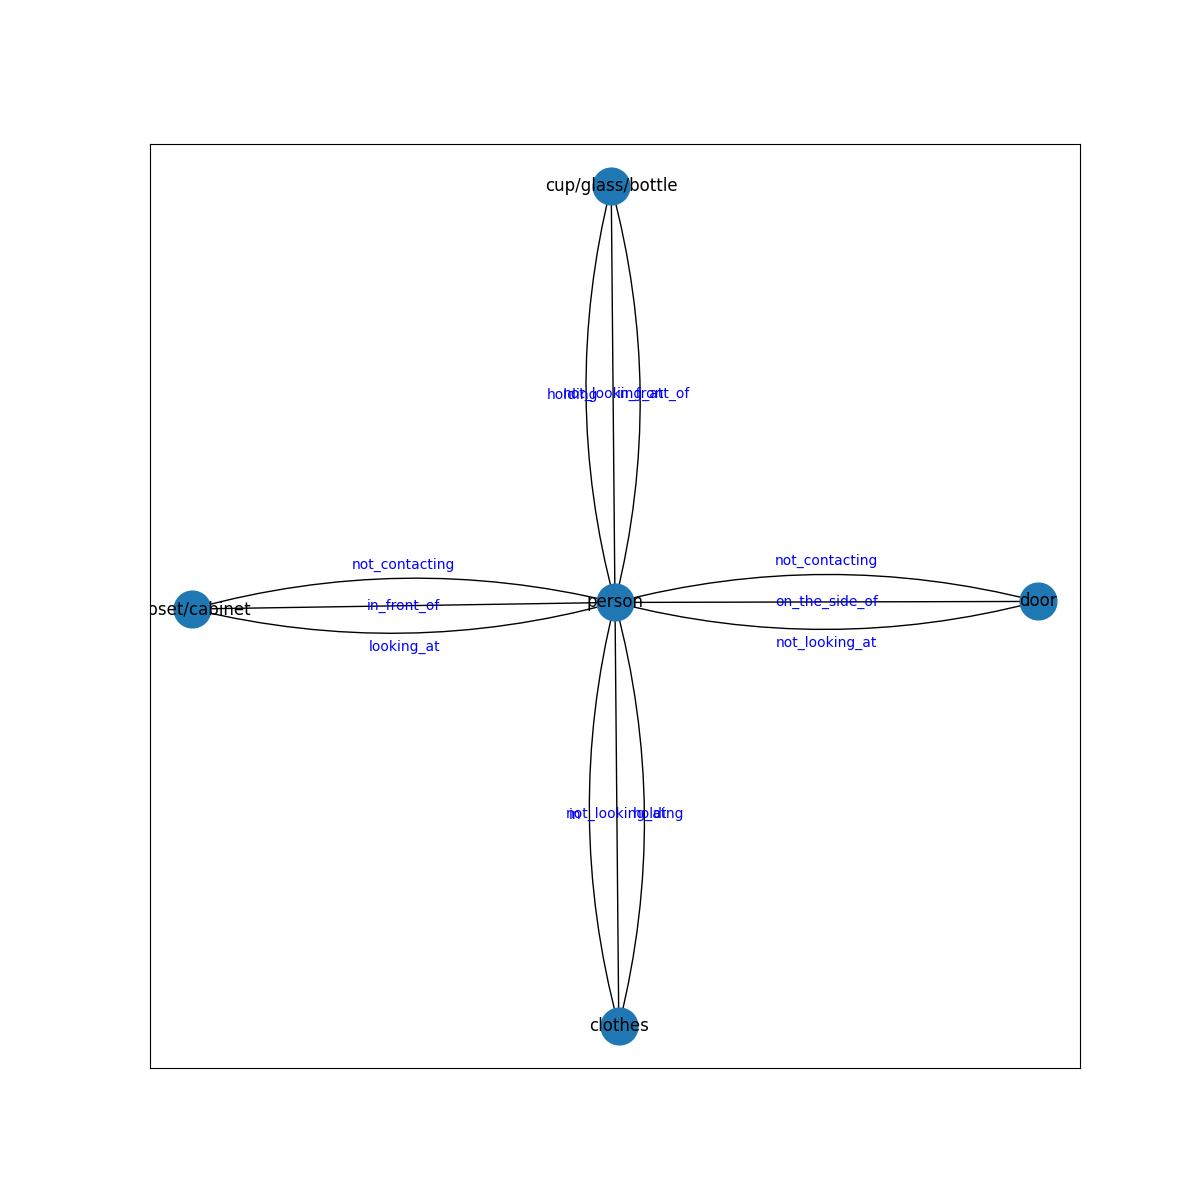 cup/glass/bottle
holding not_looking_at in_front_of
not_contacting
not_contacting
oset/cabinet
in_front_of
person
on_the_side_of
door
looking_at
not_looking_at
in not_looking_at holding
clothes